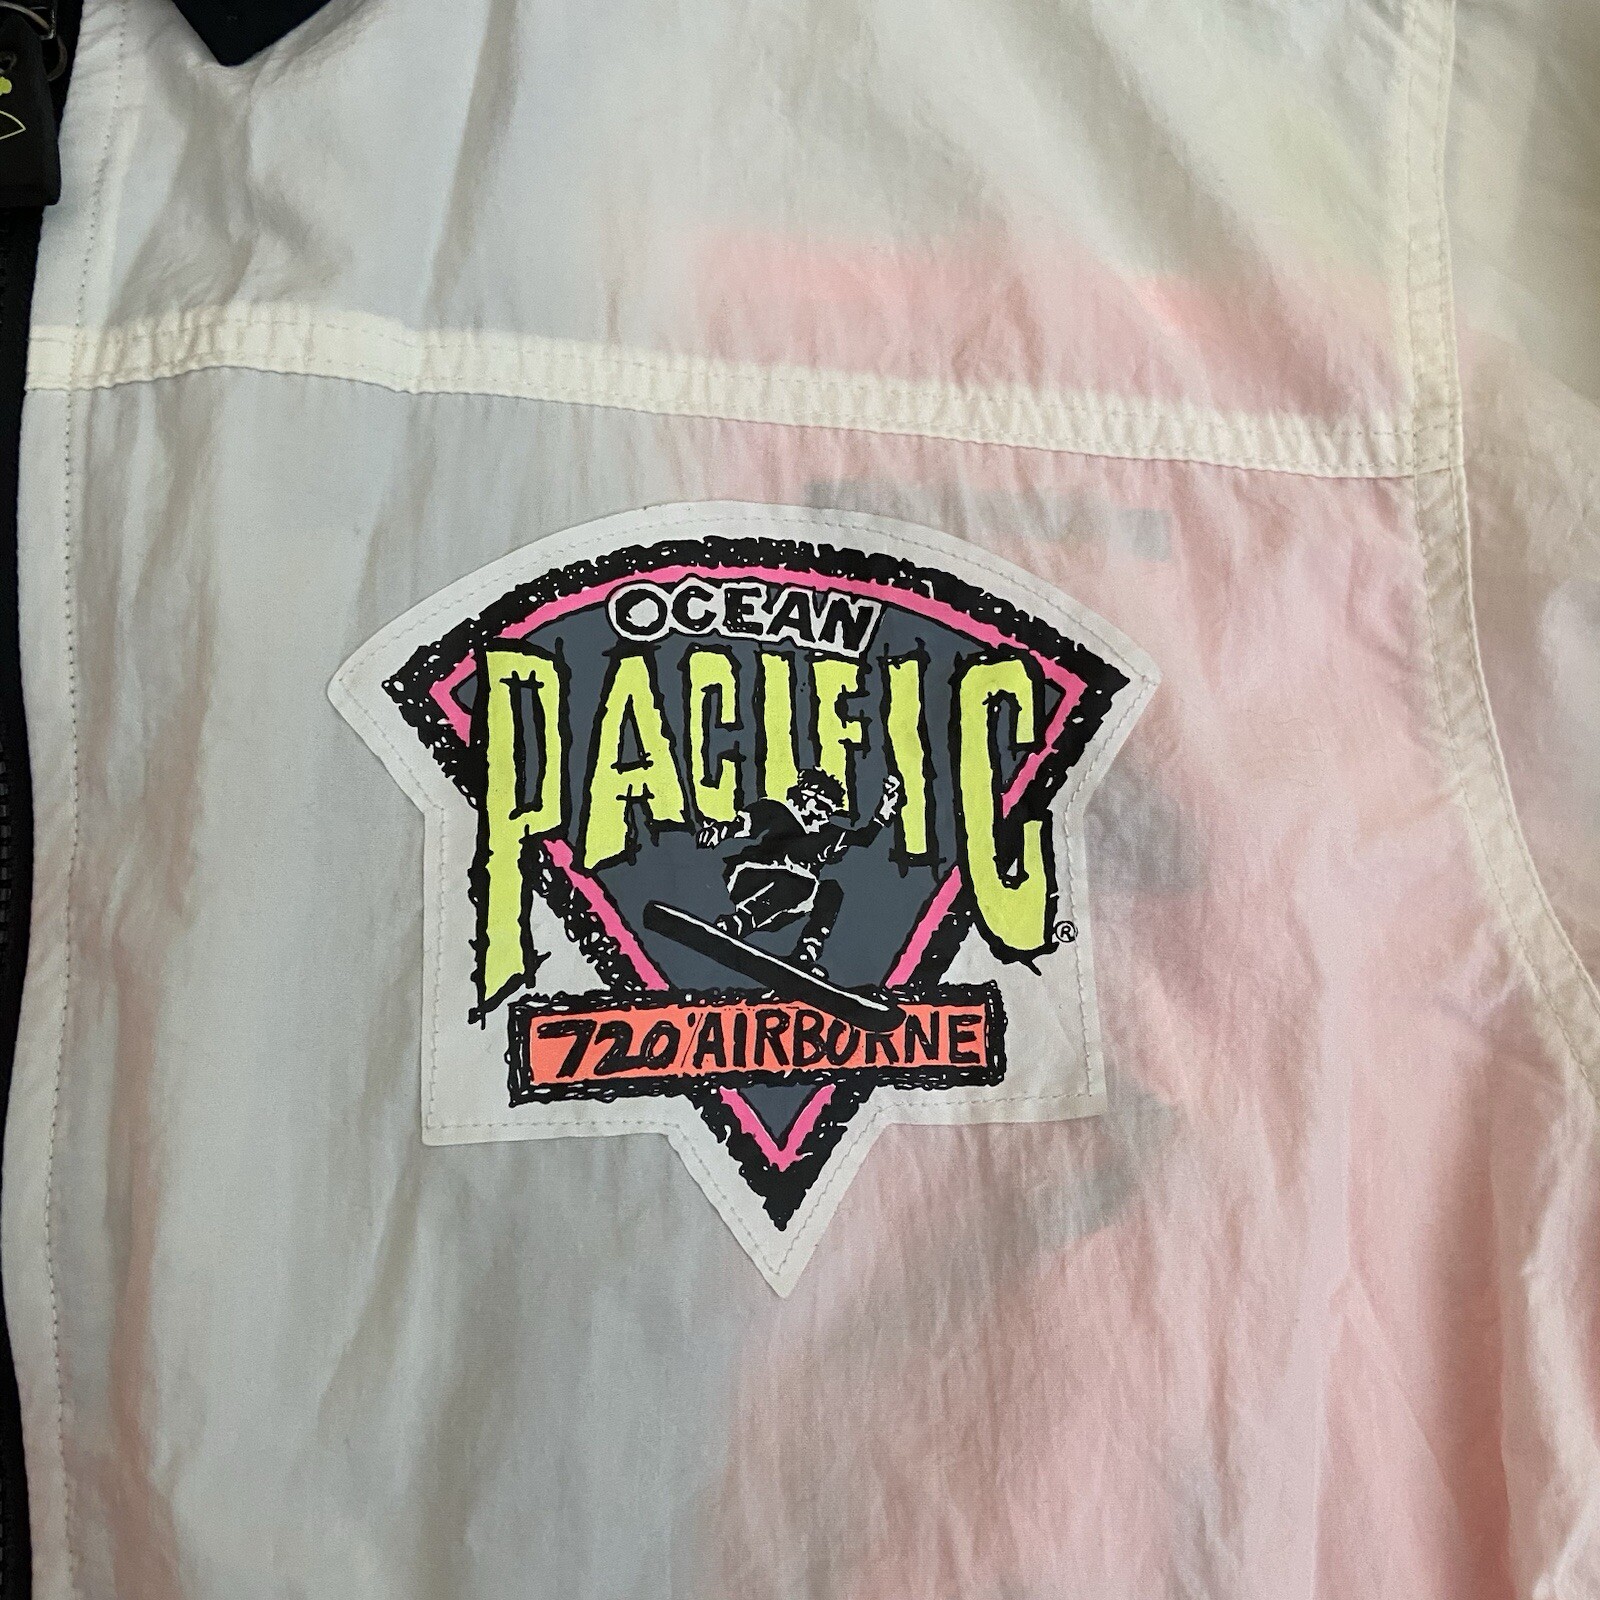 OCEAN
PACIFIC
®
720° AIRBORNE